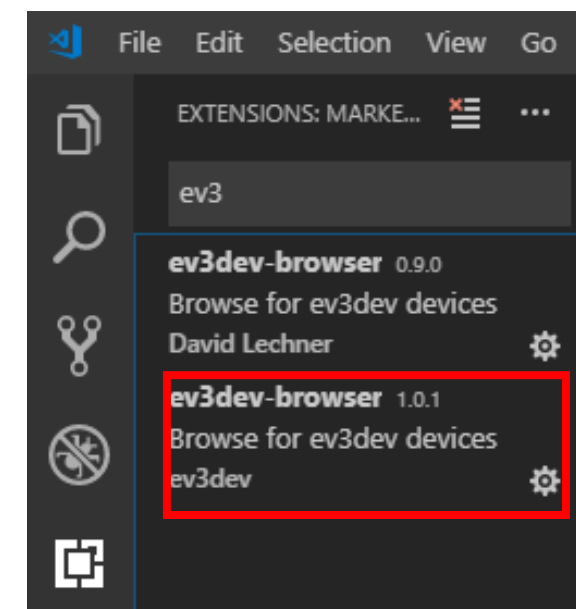 File Edit Selection View Go
EXTENSIONS: MARKE... 
ev3
ev3dev-browser 0.9.0
Browse for ev3dev devices
David Lechner
ev3dev-browser 1.0.1
Browse for ev3dev devices
ev3dev